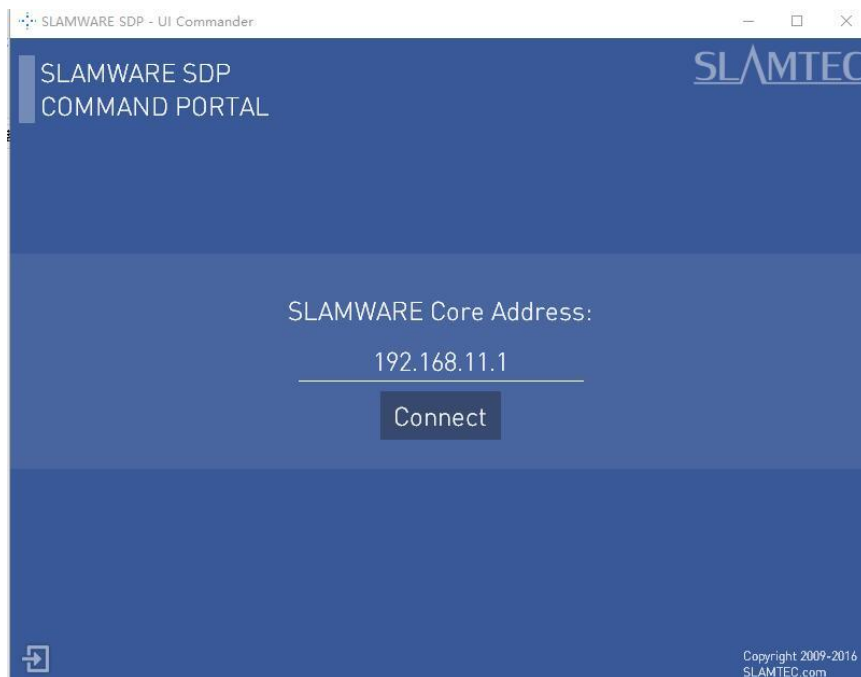 SLAMWARE SDP - UI Commander
SLAMWARE SDP
COMMAND PORTAL
SLAMTEC
SLAMWARE Core Address:
192.168.11.1
Connect
Copyright 2009-2016
SLAMTEC.com